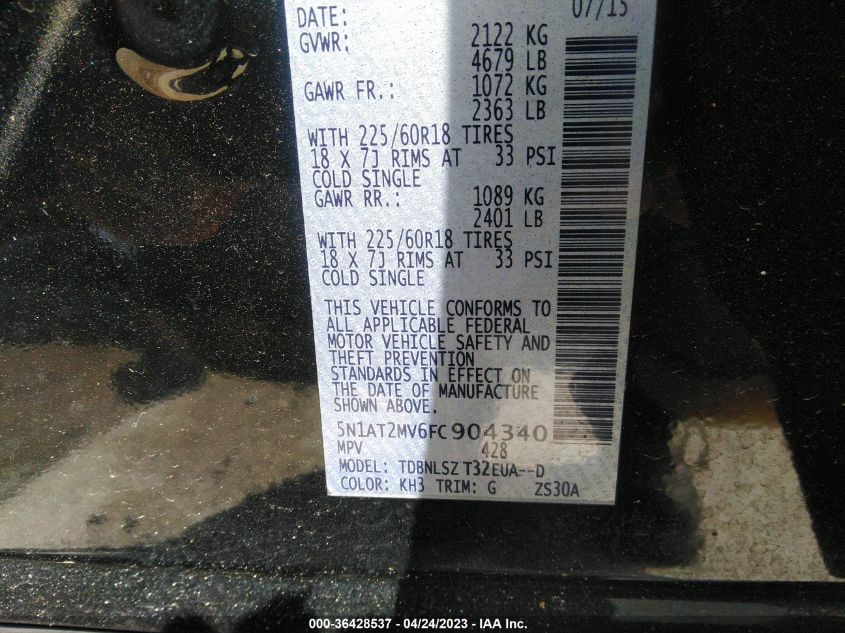 DATE: 07/15
GVWR: 2122 KG
4679 LB
GAWR FR.: 1072 KG
2363 LB
WITH 225/60R18 TIRES
18 X 7J RIMS AT 33 PSI
COLD SINGLE
GAWR RR.: 1089 KG
2401 LB
WITH 225/60R18 TIRES
18 X 7J RIMS AT 33 PSI
COLD SINGLE
THIS VEHICLE CONFORMS TO
ALL APPLICABLE FEDERAL
MOTOR VEHICLE SAFETY AND
THEFT PREVENTION
STANDARDS IN EFFECT ON
THE DATE OF MANUFACTURE
SHOWN ABOVE.
5N1AT2MV6FC904340
MPV 428
MODEL: TDBNLSZ T32EUA--D
COLOR: KH3 TRIM: G ZS30A
000-36428537 - 04/24/2023 - IAA Inc.